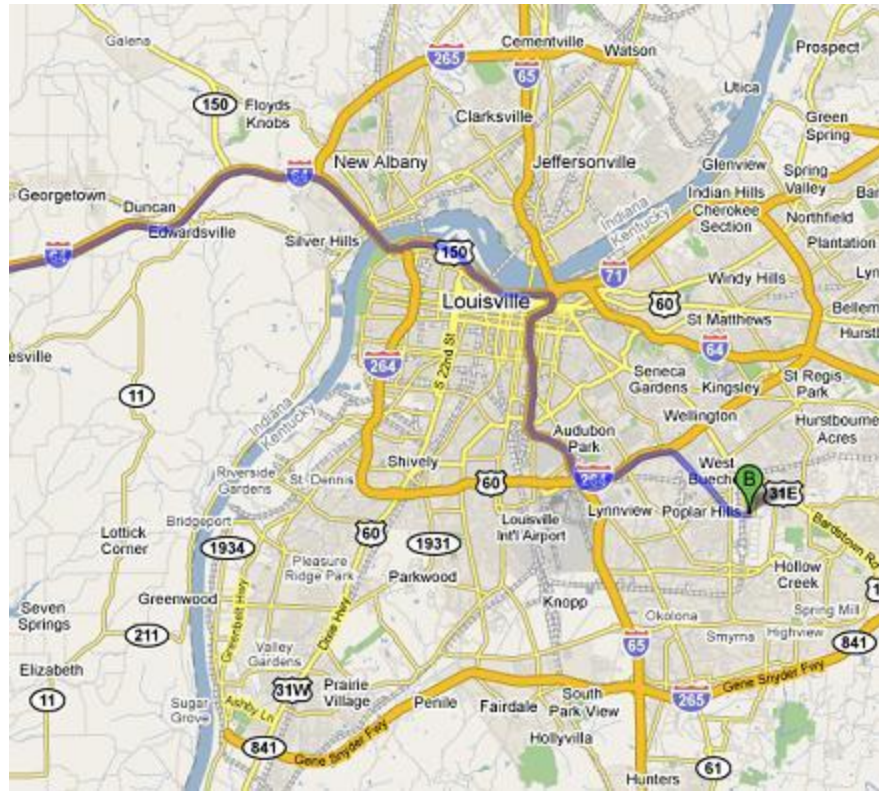 Galena
265
Cementville
Watson
Prospect
65
Utica
150
Floyds
Knobs
Clarksville
Green
Spring
New Albany
Jeffersonville
Glenview
64
Spring
Valley
Georgetown
Indian Hills
Duncan
Cherokee
Section
Northfield
Edwardsville
Indiana
Kentucky
Silver Hills
Plantation
64
150
71
Windy Hills
Louisville
60
St Matthews
S 22nd St
264
64
Seneca
Gardens
Kingsley
St Regis
Park
11
Wellington
Hurstbourne
Acres
Indiana
Kentucky
Audubon
Park
Shively
West
B
Riverside
Gardens
St. Dennis
60
31E
Lynnview
Poplar Hills
Louisville
Int'l Airport
Bridgeport
60
Bardstown
Lottick
Corner
1934
1931
Pleasure
Ridge Park
Parkwood
Hollow
Creek
Greenwood
Knopp
Seven
Springs
Greenbelt Hwy
Dixie Hwy
Okolona
Spring Mill
211
Smyrna
Highview
Valley
Gardens
65
841
Elizabeth
Gene Snyder Fwy
31W
Prairie
Village
11
Sugar
Grove
Ashby Ln
Penile
Fairdale
South
Park View
265
841
Gene Snyder Fwy
Hollyvilla
61
Hunters